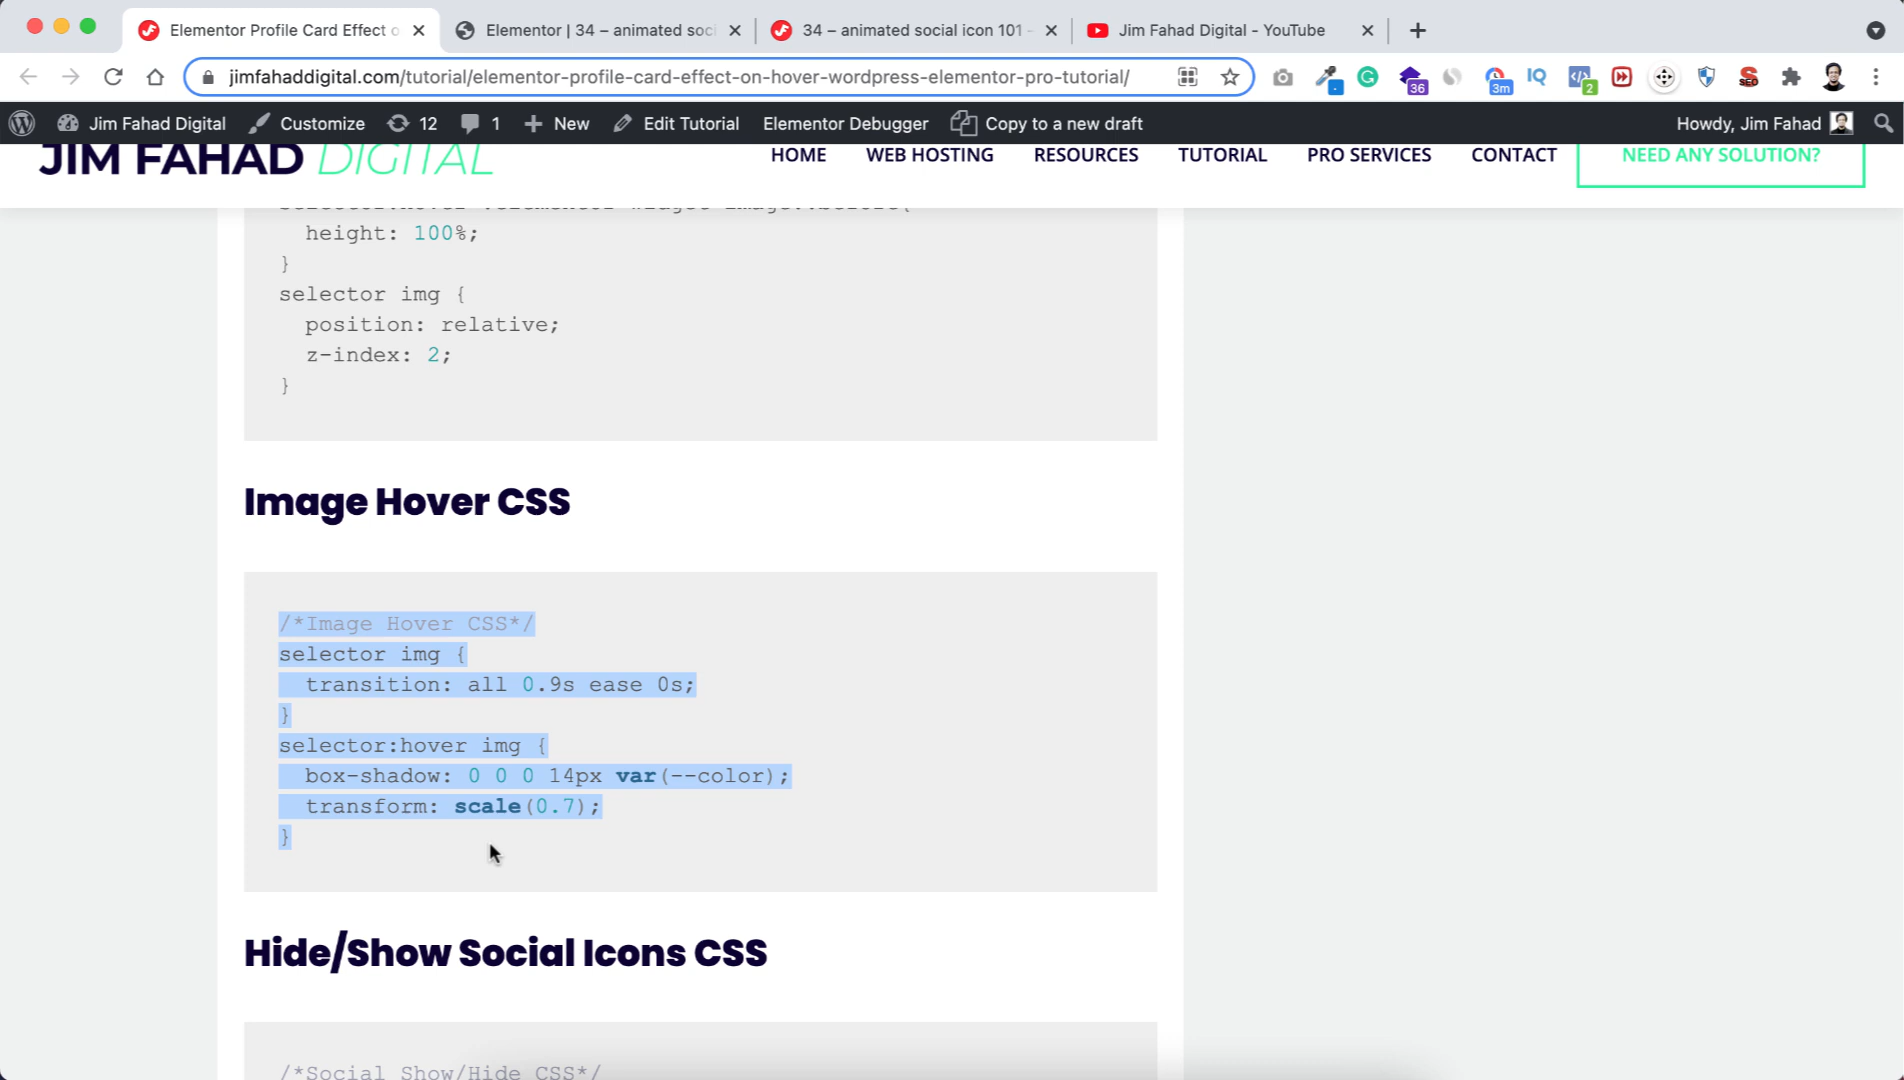 Elementor Profile Card Effect o
Elementor | 34 – animated soci
34 – animated social icon 101 -
Jim Fahad Digital - YouTube
jimfahaddigital.com/tutorial/elementor-profile-card-effect-on-hover-wordpress-elementor-pro-tutorial/
36
3m
IQ
2
SEO
Jim Fahad Digital
Customize
12
1
New
Edit Tutorial
Elementor Debugger
Copy to a new draft
Howdy, Jim Fahad
JIM FAHAD DIGITAL
HOME
WEB HOSTING
RESOURCES
TUTORIAL
PRO SERVICES
CONTACT
NEED ANY SOLUTION?
height: 100%;
}
selector img {
position: relative;
z-index: 2;
}
Image Hover CSS
/*Image Hover CSS*/
selector img {
transition: all 0.9s ease 0s;
}
selector:hover img {
box-shadow: 0 0 0 14px var(--color);
transform: scale(0.7);
}
Hide/Show Social Icons CSS
/*Social Show/Hide CSS*/